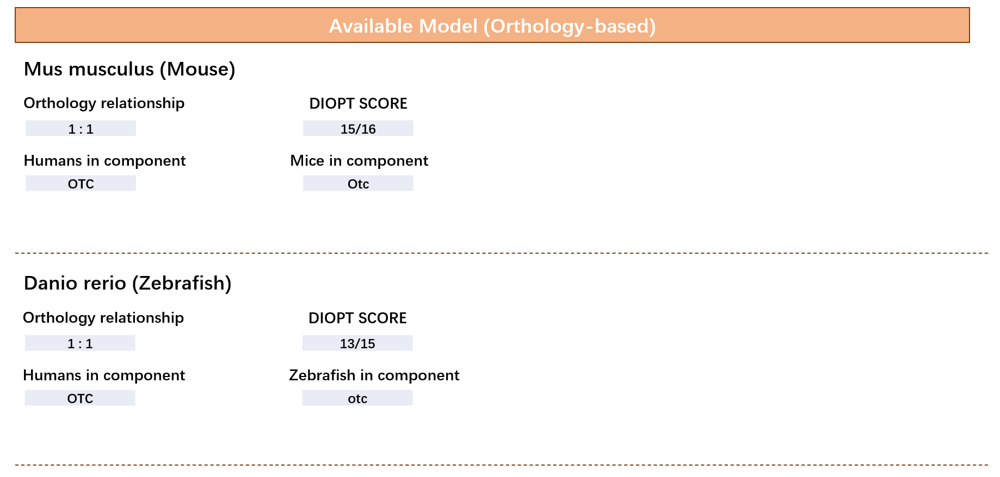 Available Model (Orthology-based)
Mus musculus (Mouse)
Orthology relationship DIOPT SCORE
1 : 1 15/16
Humans in component Mice in component
OTC Otc
Danio rerio (Zebrafish)
Orthology relationship DIOPT SCORE
1 : 1 13/15
Humans in component Zebrafish in component
OTC otc